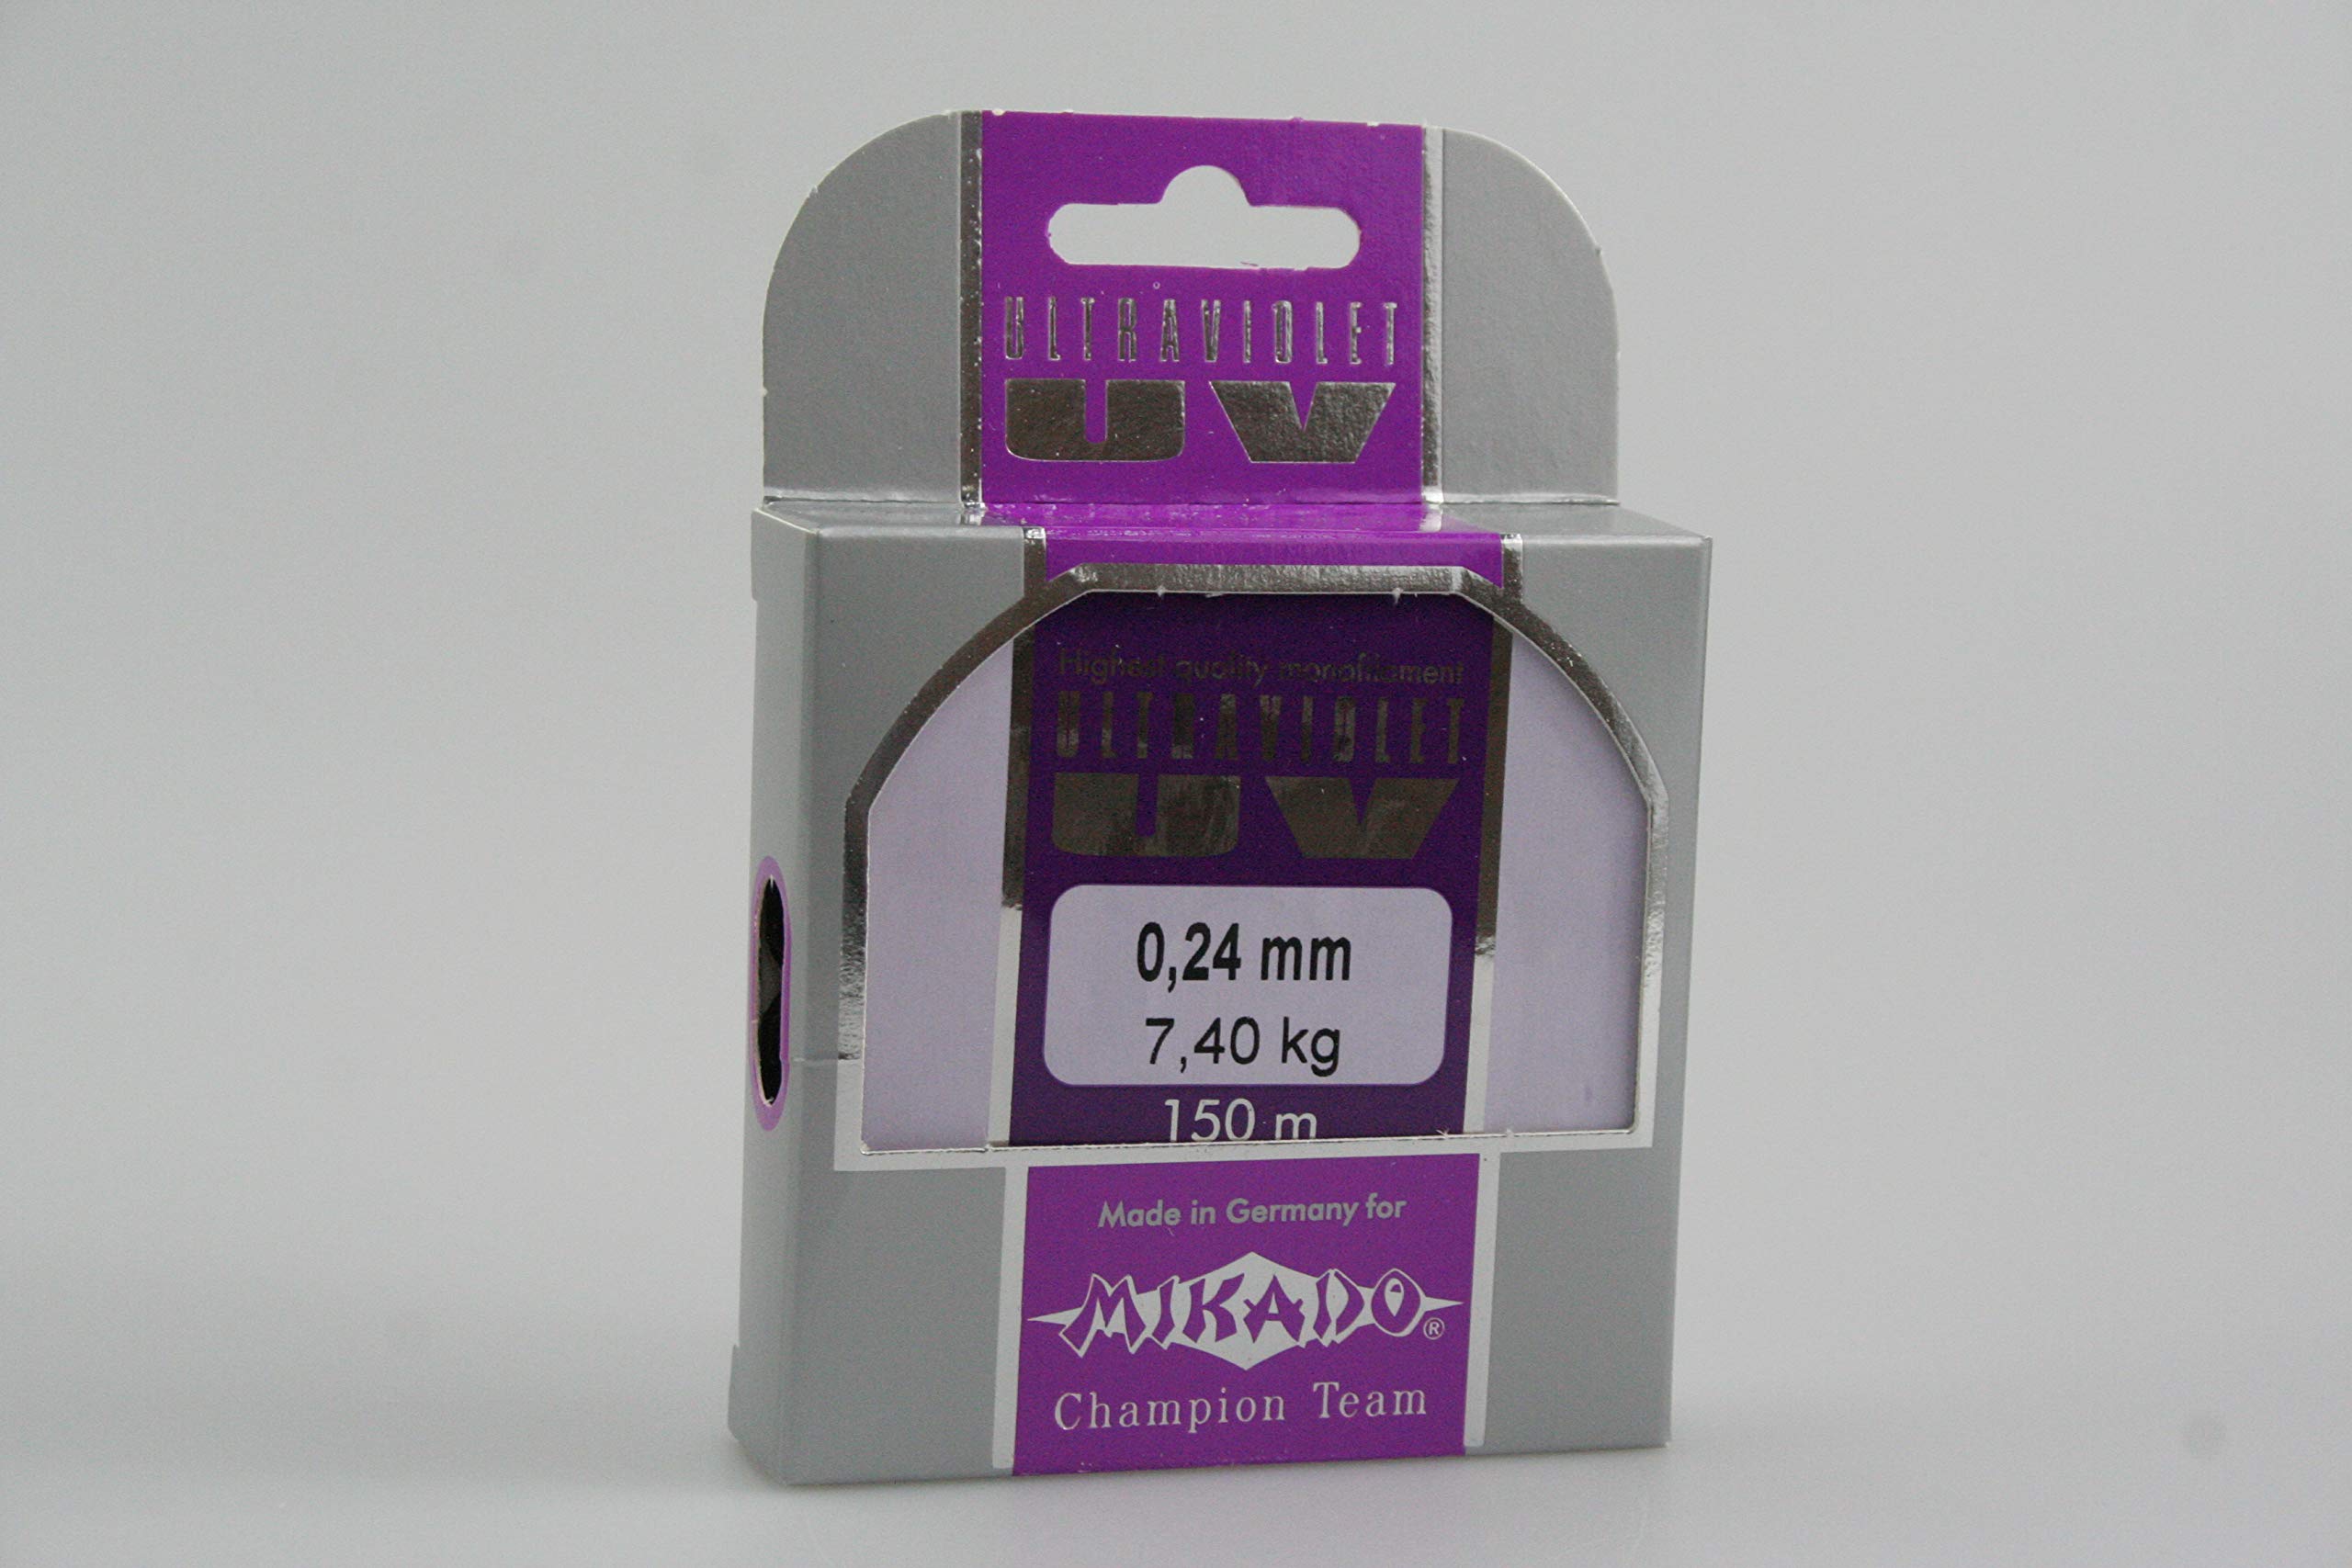 ULTRAVIOLET
UV
Highest quality monofilament
ULTRAVIOLET
UV
0,24 mm
7,40 kg
150 m
Made in Germany for
MIKADO®
Champion Team